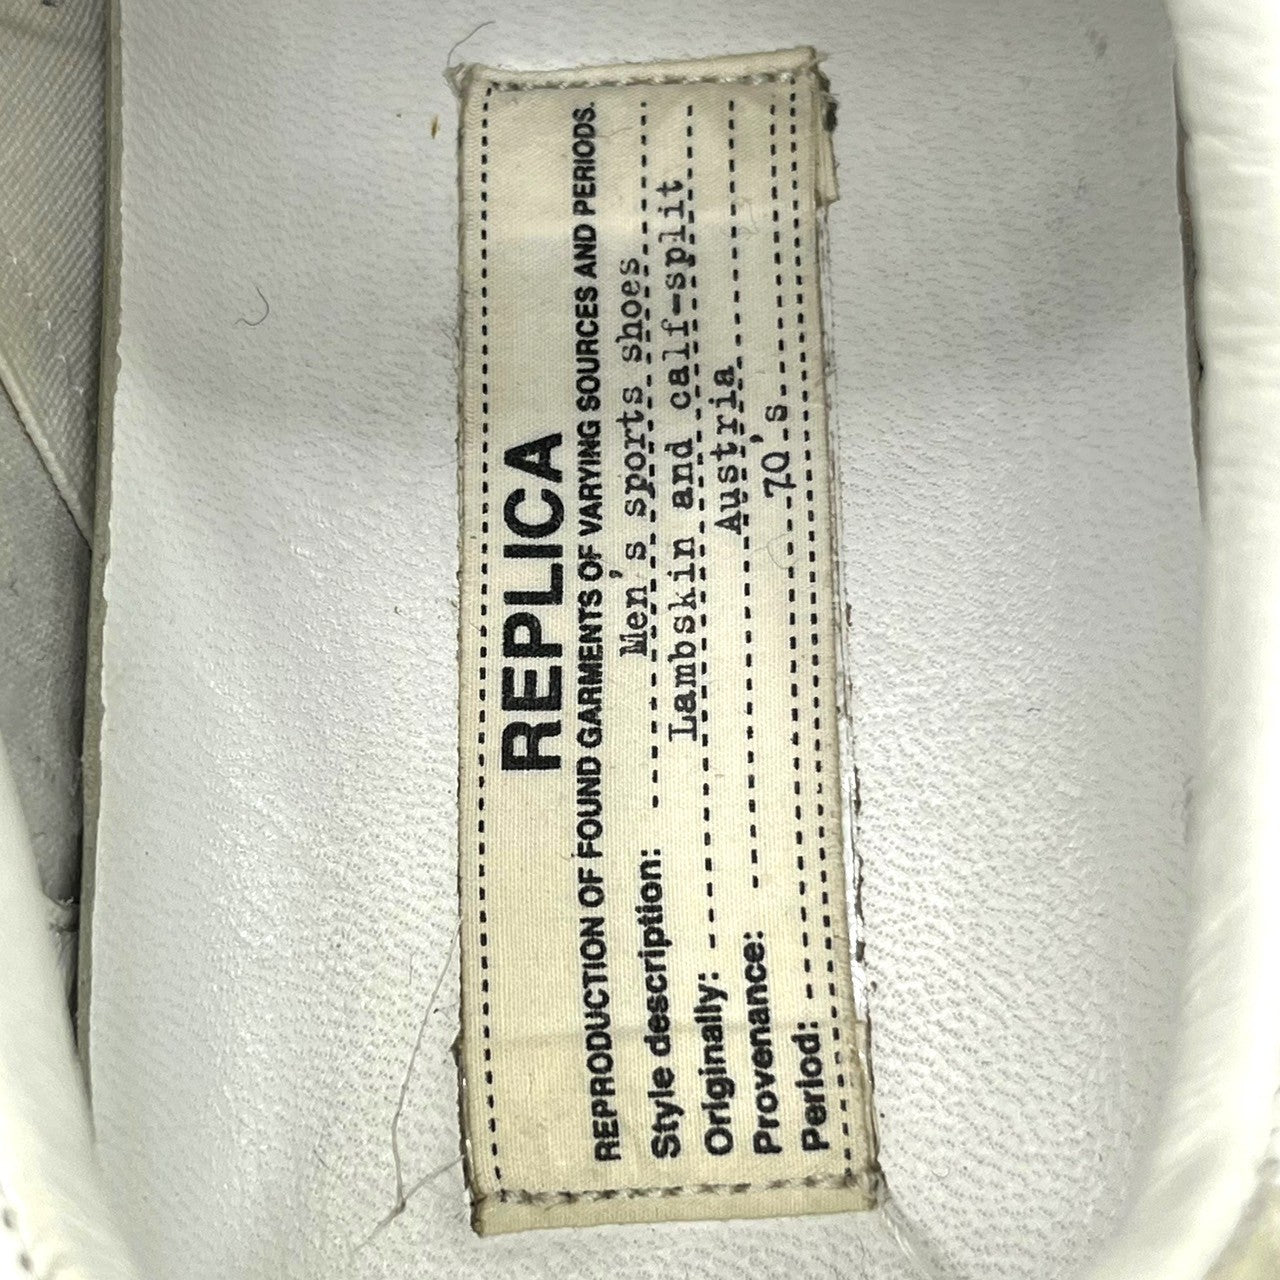 REPLICA
REPRODUCTION OF FOUND GARMENTS OF VARYING SOURCES AND PERIODS.
Style description: Men's sports shoes
Originally: Lambskin and calf-split
Provenance: Austria
Period: 70's